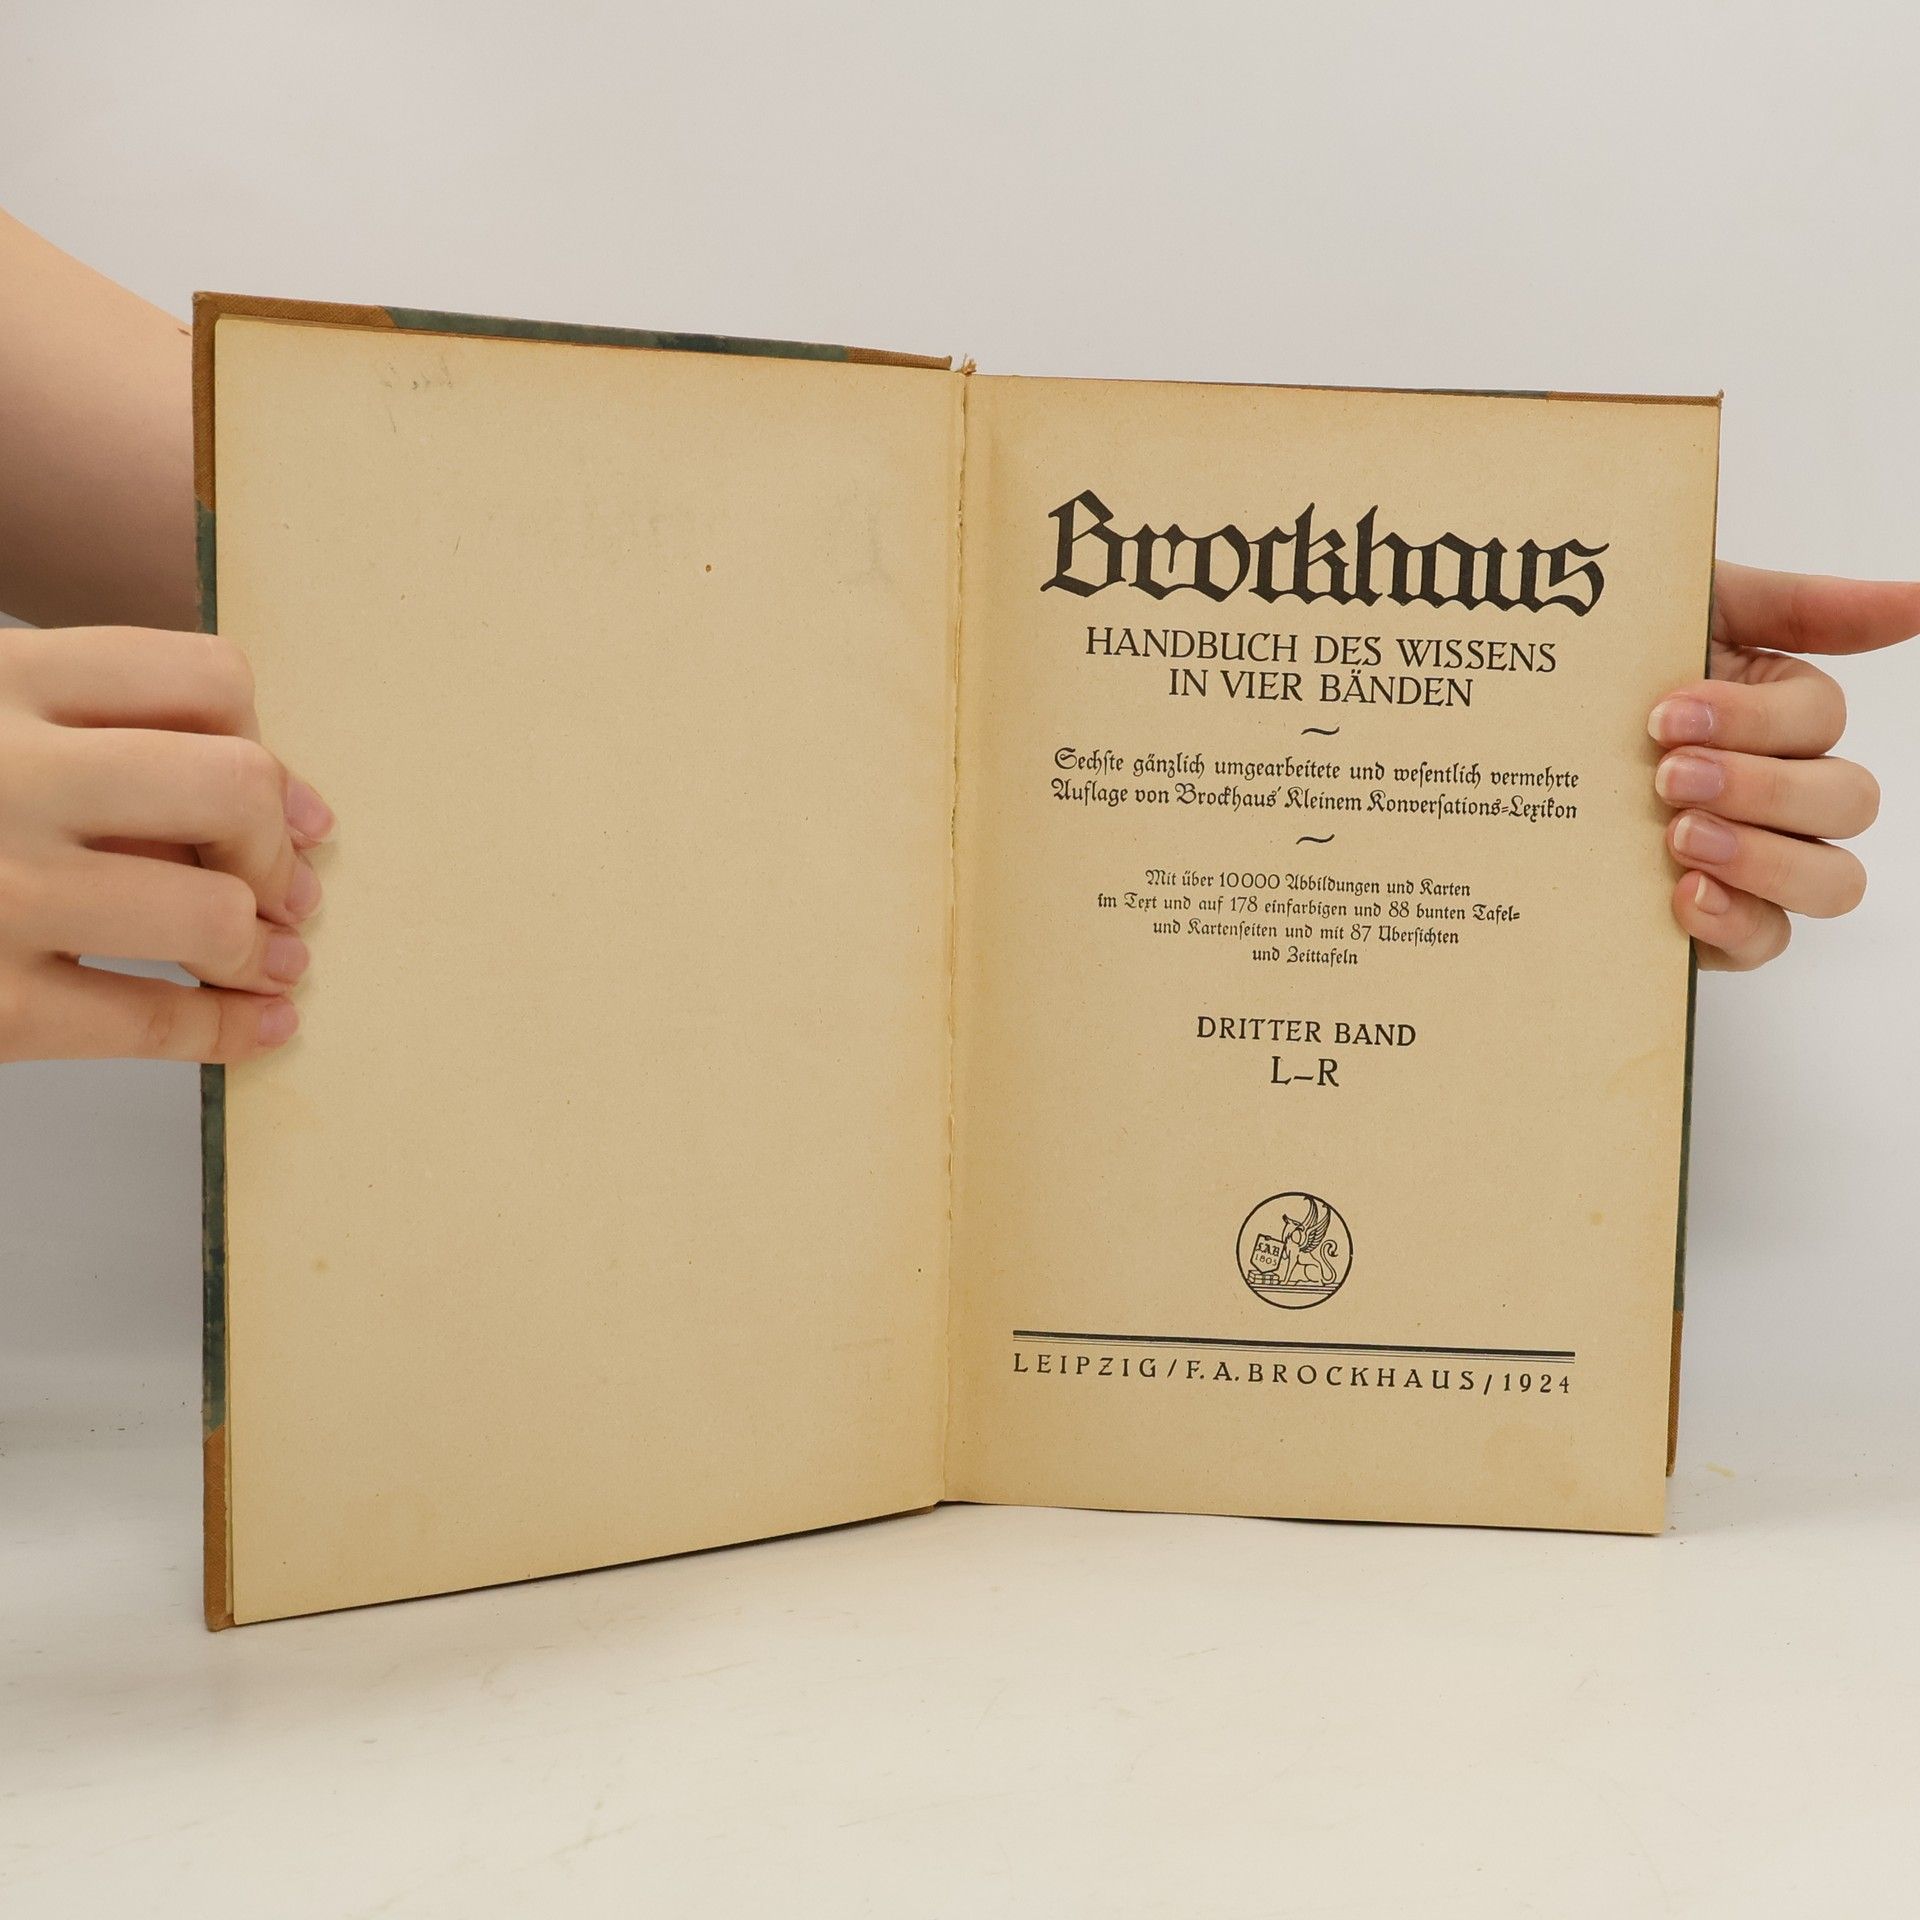 Brockhaus
HANDBUCH DES WISSENS
IN VIER BÄNDEN
Sechste gänzlich umgearbeitete und wesentlich vermehrte
Auflage von Brockhaus' Kleinem Konversations-Lexikon
Mit über 10000 Abbildungen und Karten
im Text und auf 178 einfarbigen und 88 bunten Tafel-
und Kartenseiten und mit 87 Übersichten
und Zeittafeln
DRITTER BAND
L–R
F.A.B
1805
LEIPZIG/F.A.BROCKHAUS/1924